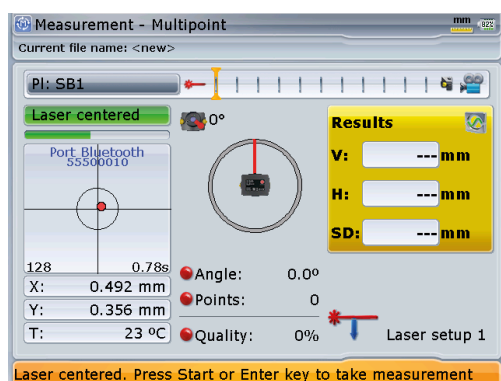 Measurement - Multipoint
mm
82%
Current file name: <new>
Pl: SB1
Laser centered
0°
Results
Port Bluetooth
55500010
V: ---mm
H: ---mm
SD: ---mm
128 0.78s
X: 0.492 mm
Y: 0.356 mm
T: 23 ºC
Angle: 0.0º
Points: 0
Quality: 0%
Laser setup 1
Laser centered. Press Start or Enter key to take measurement